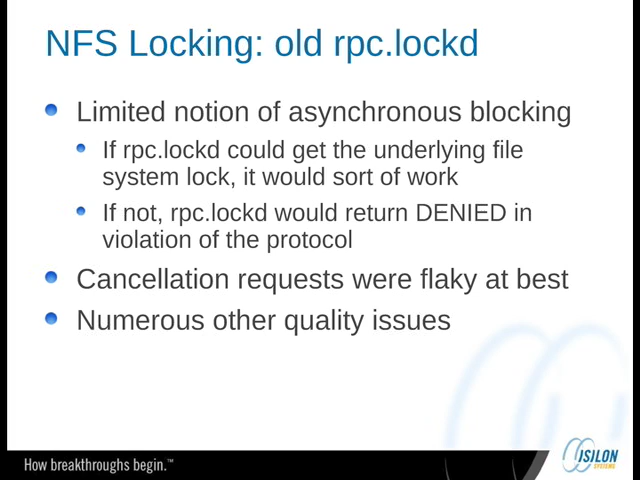 NFS Locking: old rpc.lockd
Limited notion of asynchronous blocking
If rpc.lockd could get the underlying file
system lock, it would sort of work
If not, rpc.lockd would return DENIED in
violation of the protocol
Cancellation requests were flaky at best
Numerous other quality issues
How breakthroughs begin.™
ISILON
SYSTEMS